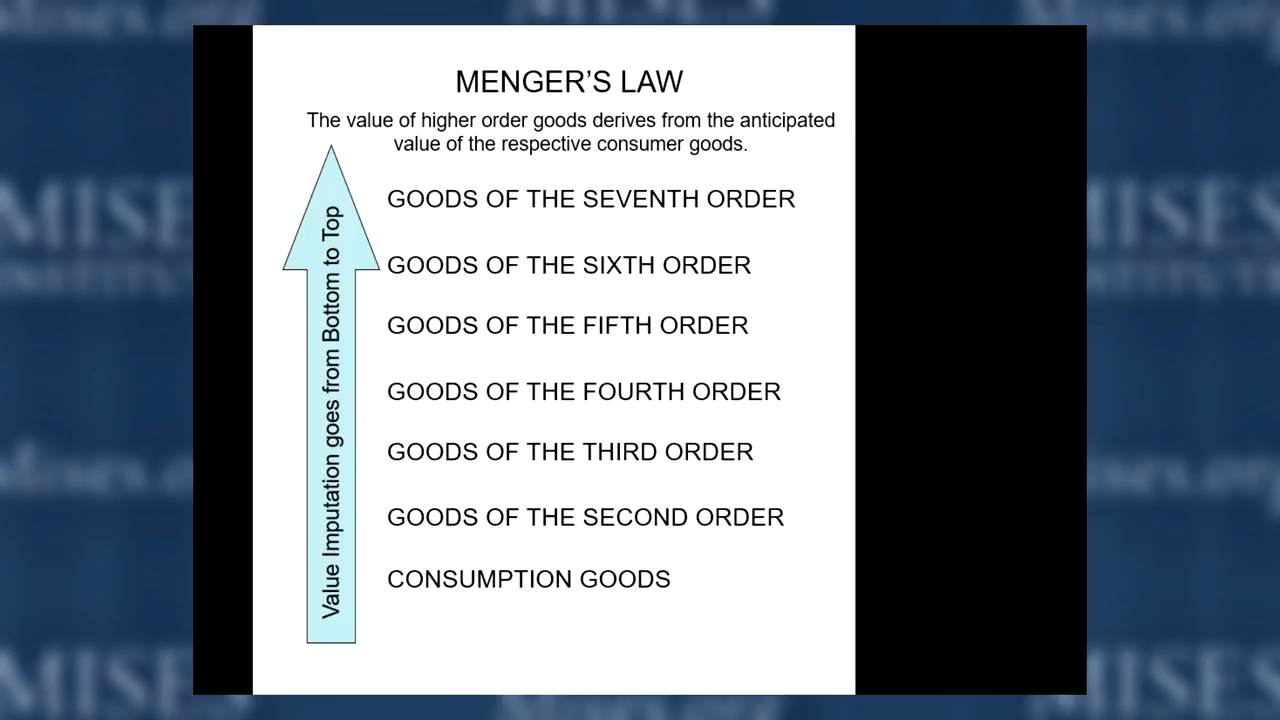 MENGER'S LAW
The value of higher order goods derives from the anticipated
value of the respective consumer goods.
Value Imputation goes from Bottom to Top
GOODS OF THE SEVENTH ORDER
GOODS OF THE SIXTH ORDER
GOODS OF THE FIFTH ORDER
GOODS OF THE FOURTH ORDER
GOODS OF THE THIRD ORDER
GOODS OF THE SECOND ORDER
CONSUMPTION GOODS